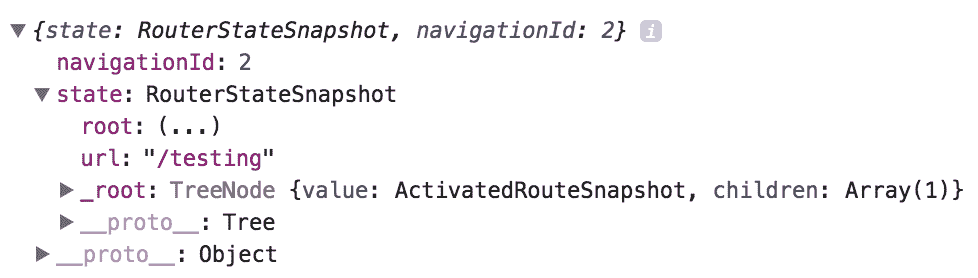 ▼ {state: RouterStateSnapshot, navigationId: 2} i
navigationId: 2
▼ state: RouterStateSnapshot
root: (...)
url: "/testing"
▶ _root: TreeNode {value: ActivatedRouteSnapshot, children: Array(1)}
▶ __proto__: Tree
▶ __proto__: Object